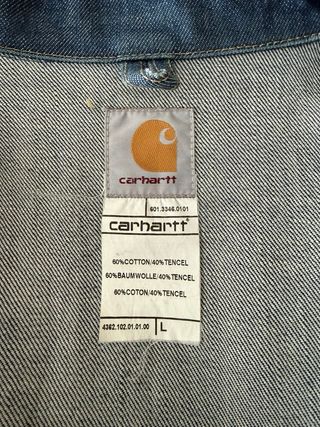 carhartt
601.3346.0101
carhartt®
60%COTTON/40%TENCEL
60%BAUMWOLLE/40%TENCEL
60%COTON/40%TENCEL
4362.102.01.01.00 L